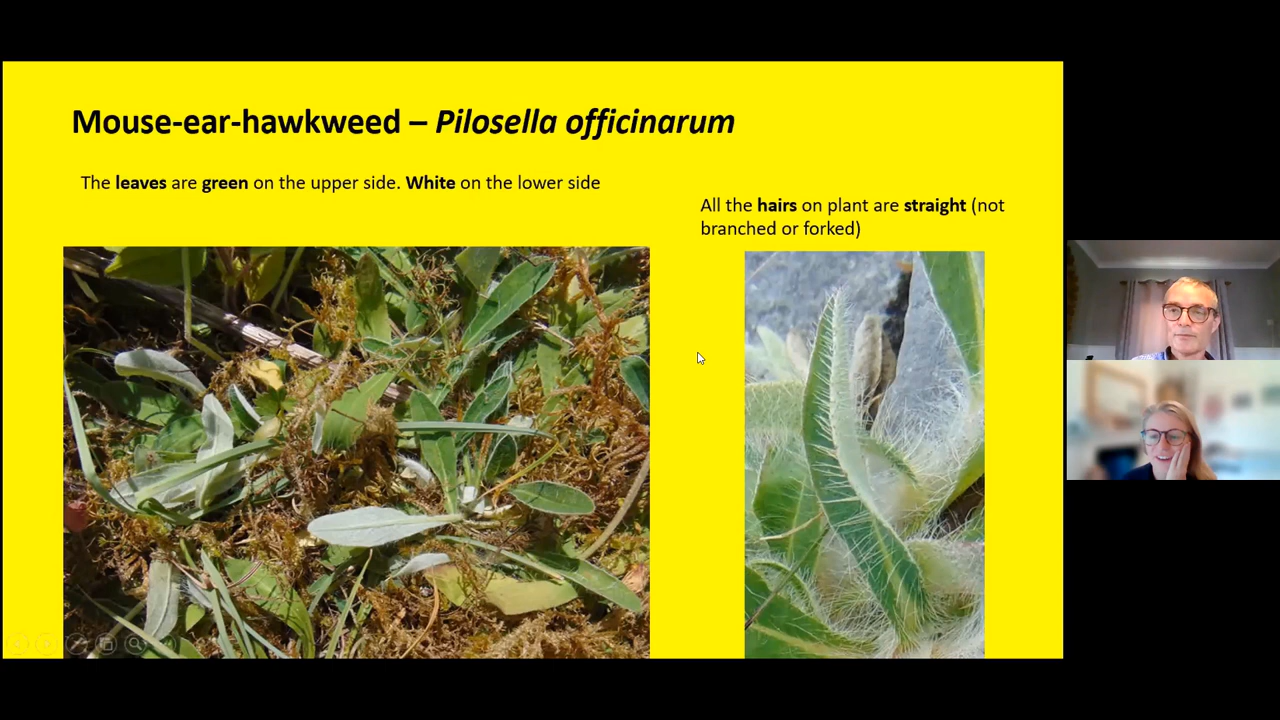 Mouse-ear-hawkweed – Pilosella officinarum
The leaves are green on the upper side. White on the lower side
All the hairs on plant are straight (not
branched or forked)